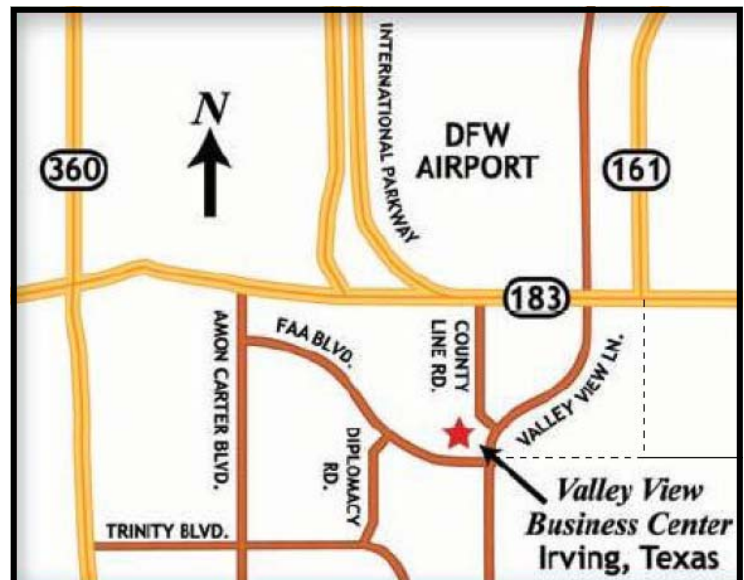 N
360
INTERNATIONAL PARKWAY
DFW
AIRPORT
161
183
AMON CARTER BLVD.
FAA BLVD.
COUNTY
LINE RD.
VALLEY VIEW LN.
DIPLOMACY
RD.
TRINITY BLVD.
Valley View
Business Center
Irving, Texas